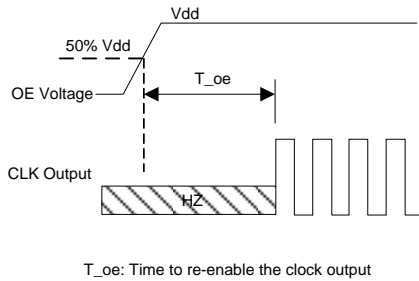 Vdd
50% Vdd
T_oe
OE Voltage
CLK Output
HZ
T_oe: Time to re-enable the clock output